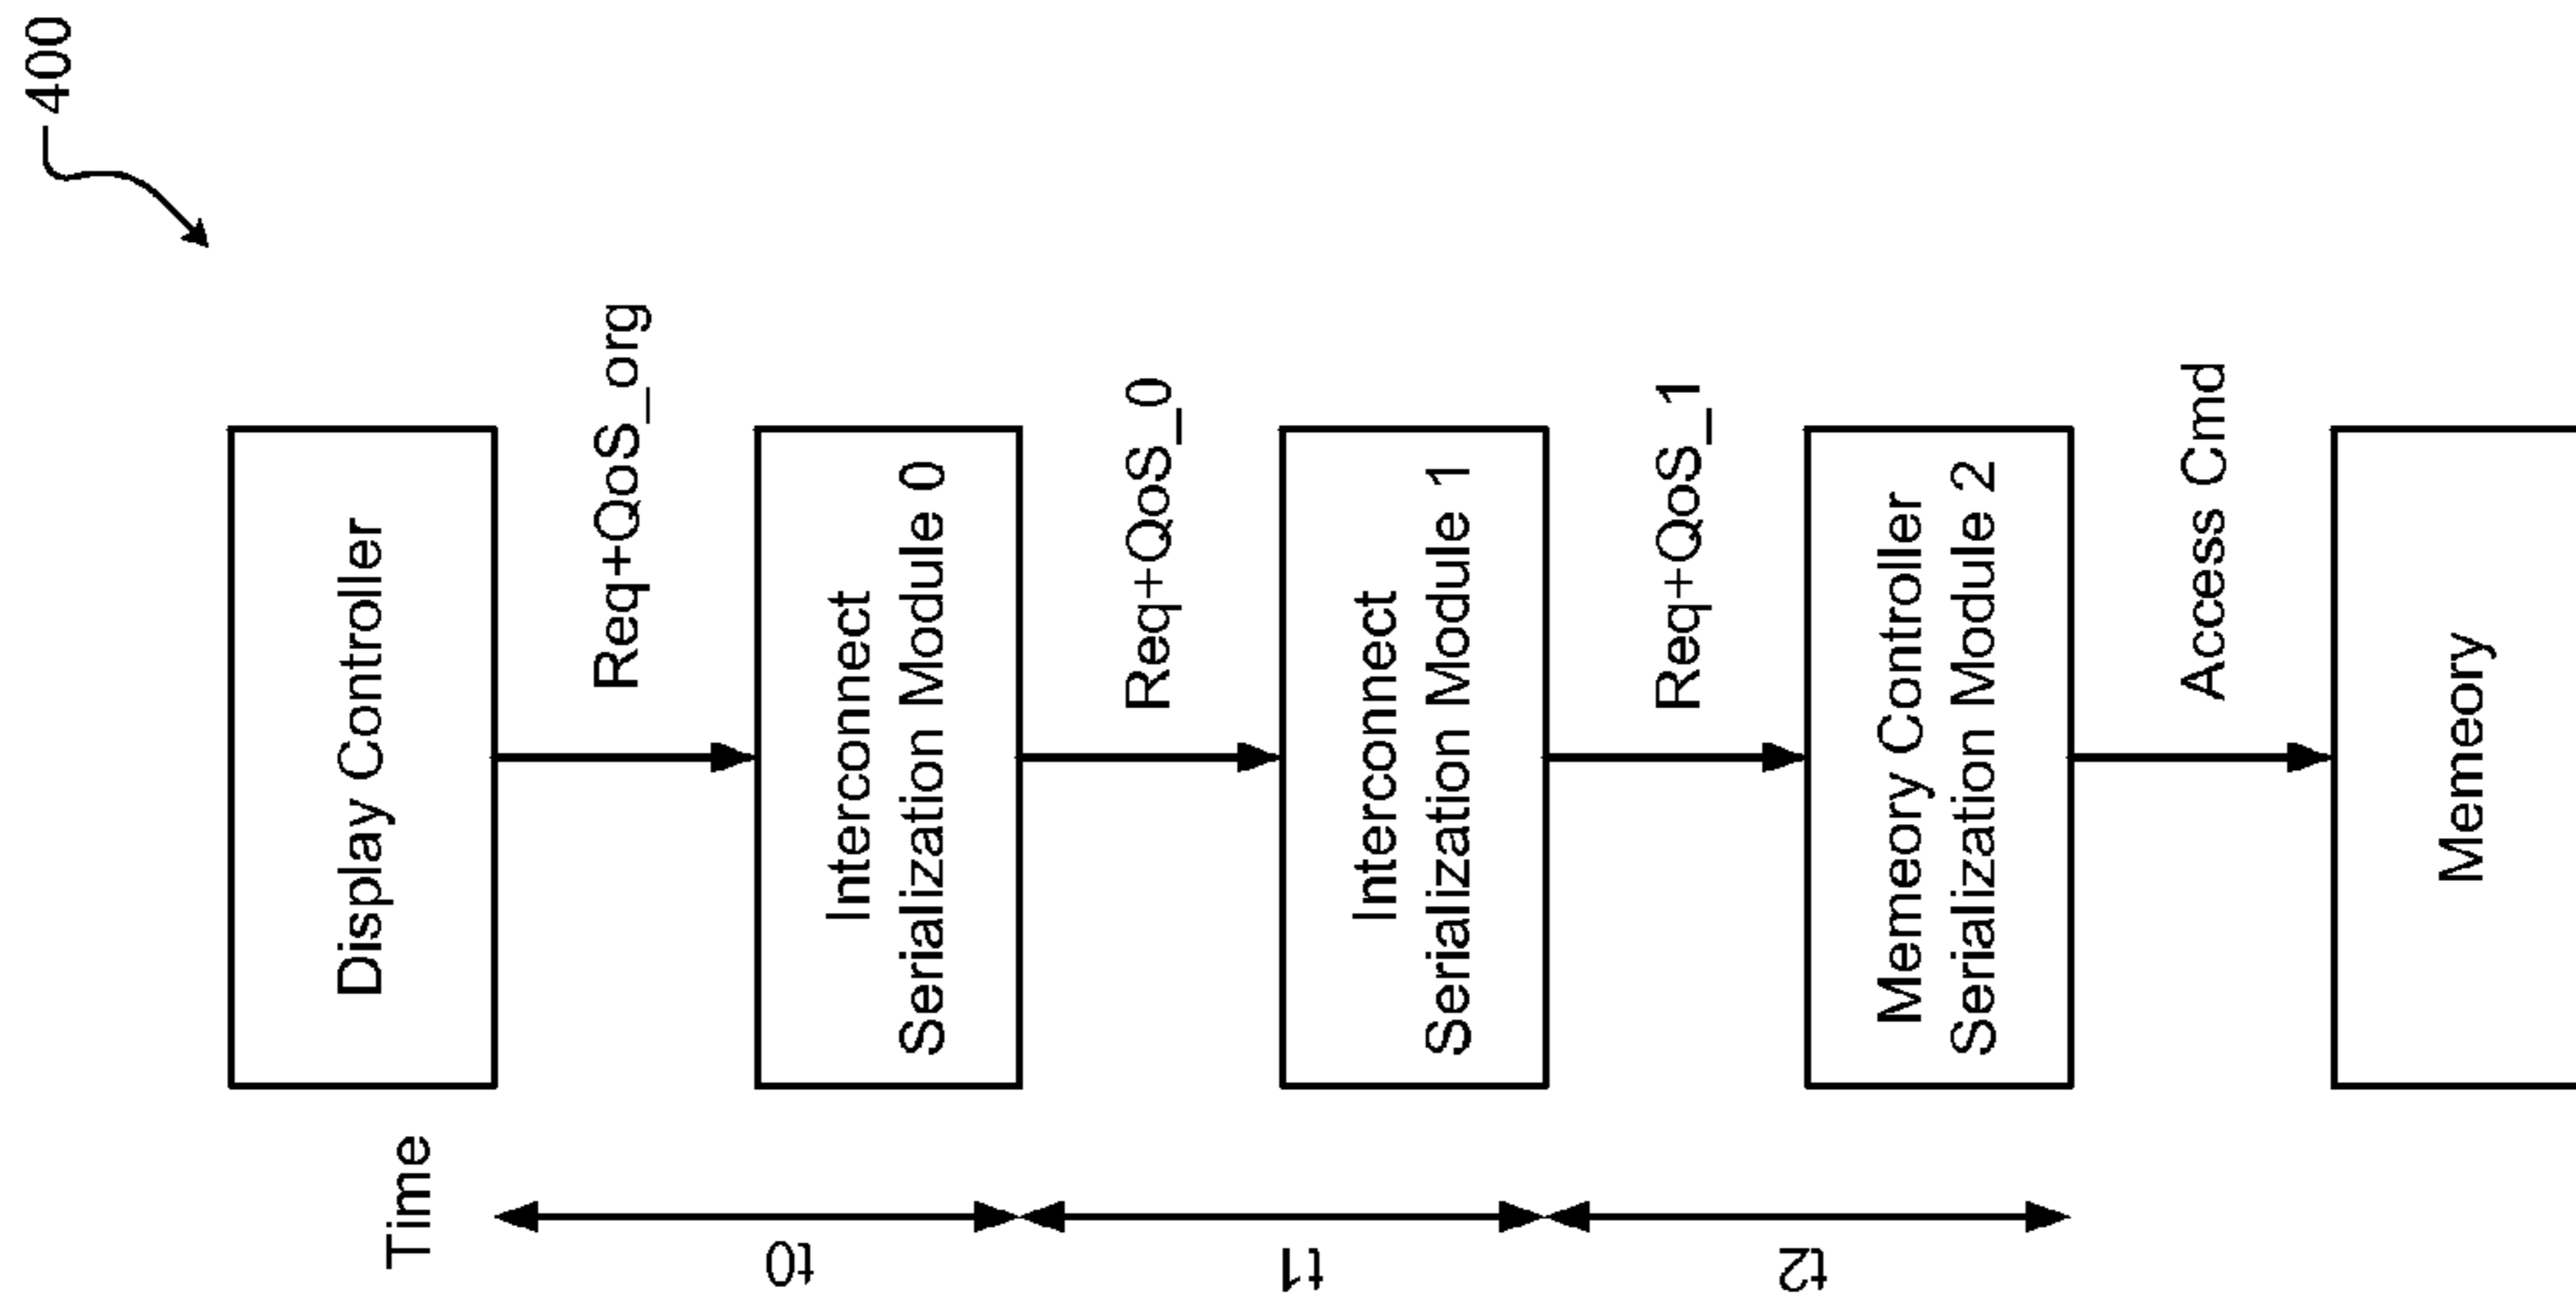 400
Time
Display Controller
Req+QoS_org
t0
Interconnect
Serialization Module 0
Req+QoS_0
t1
Interconnect
Serialization Module 1
Req+QoS_1
t2
Memeory Controller
Serialization Module 2
Access Cmd
Memeory